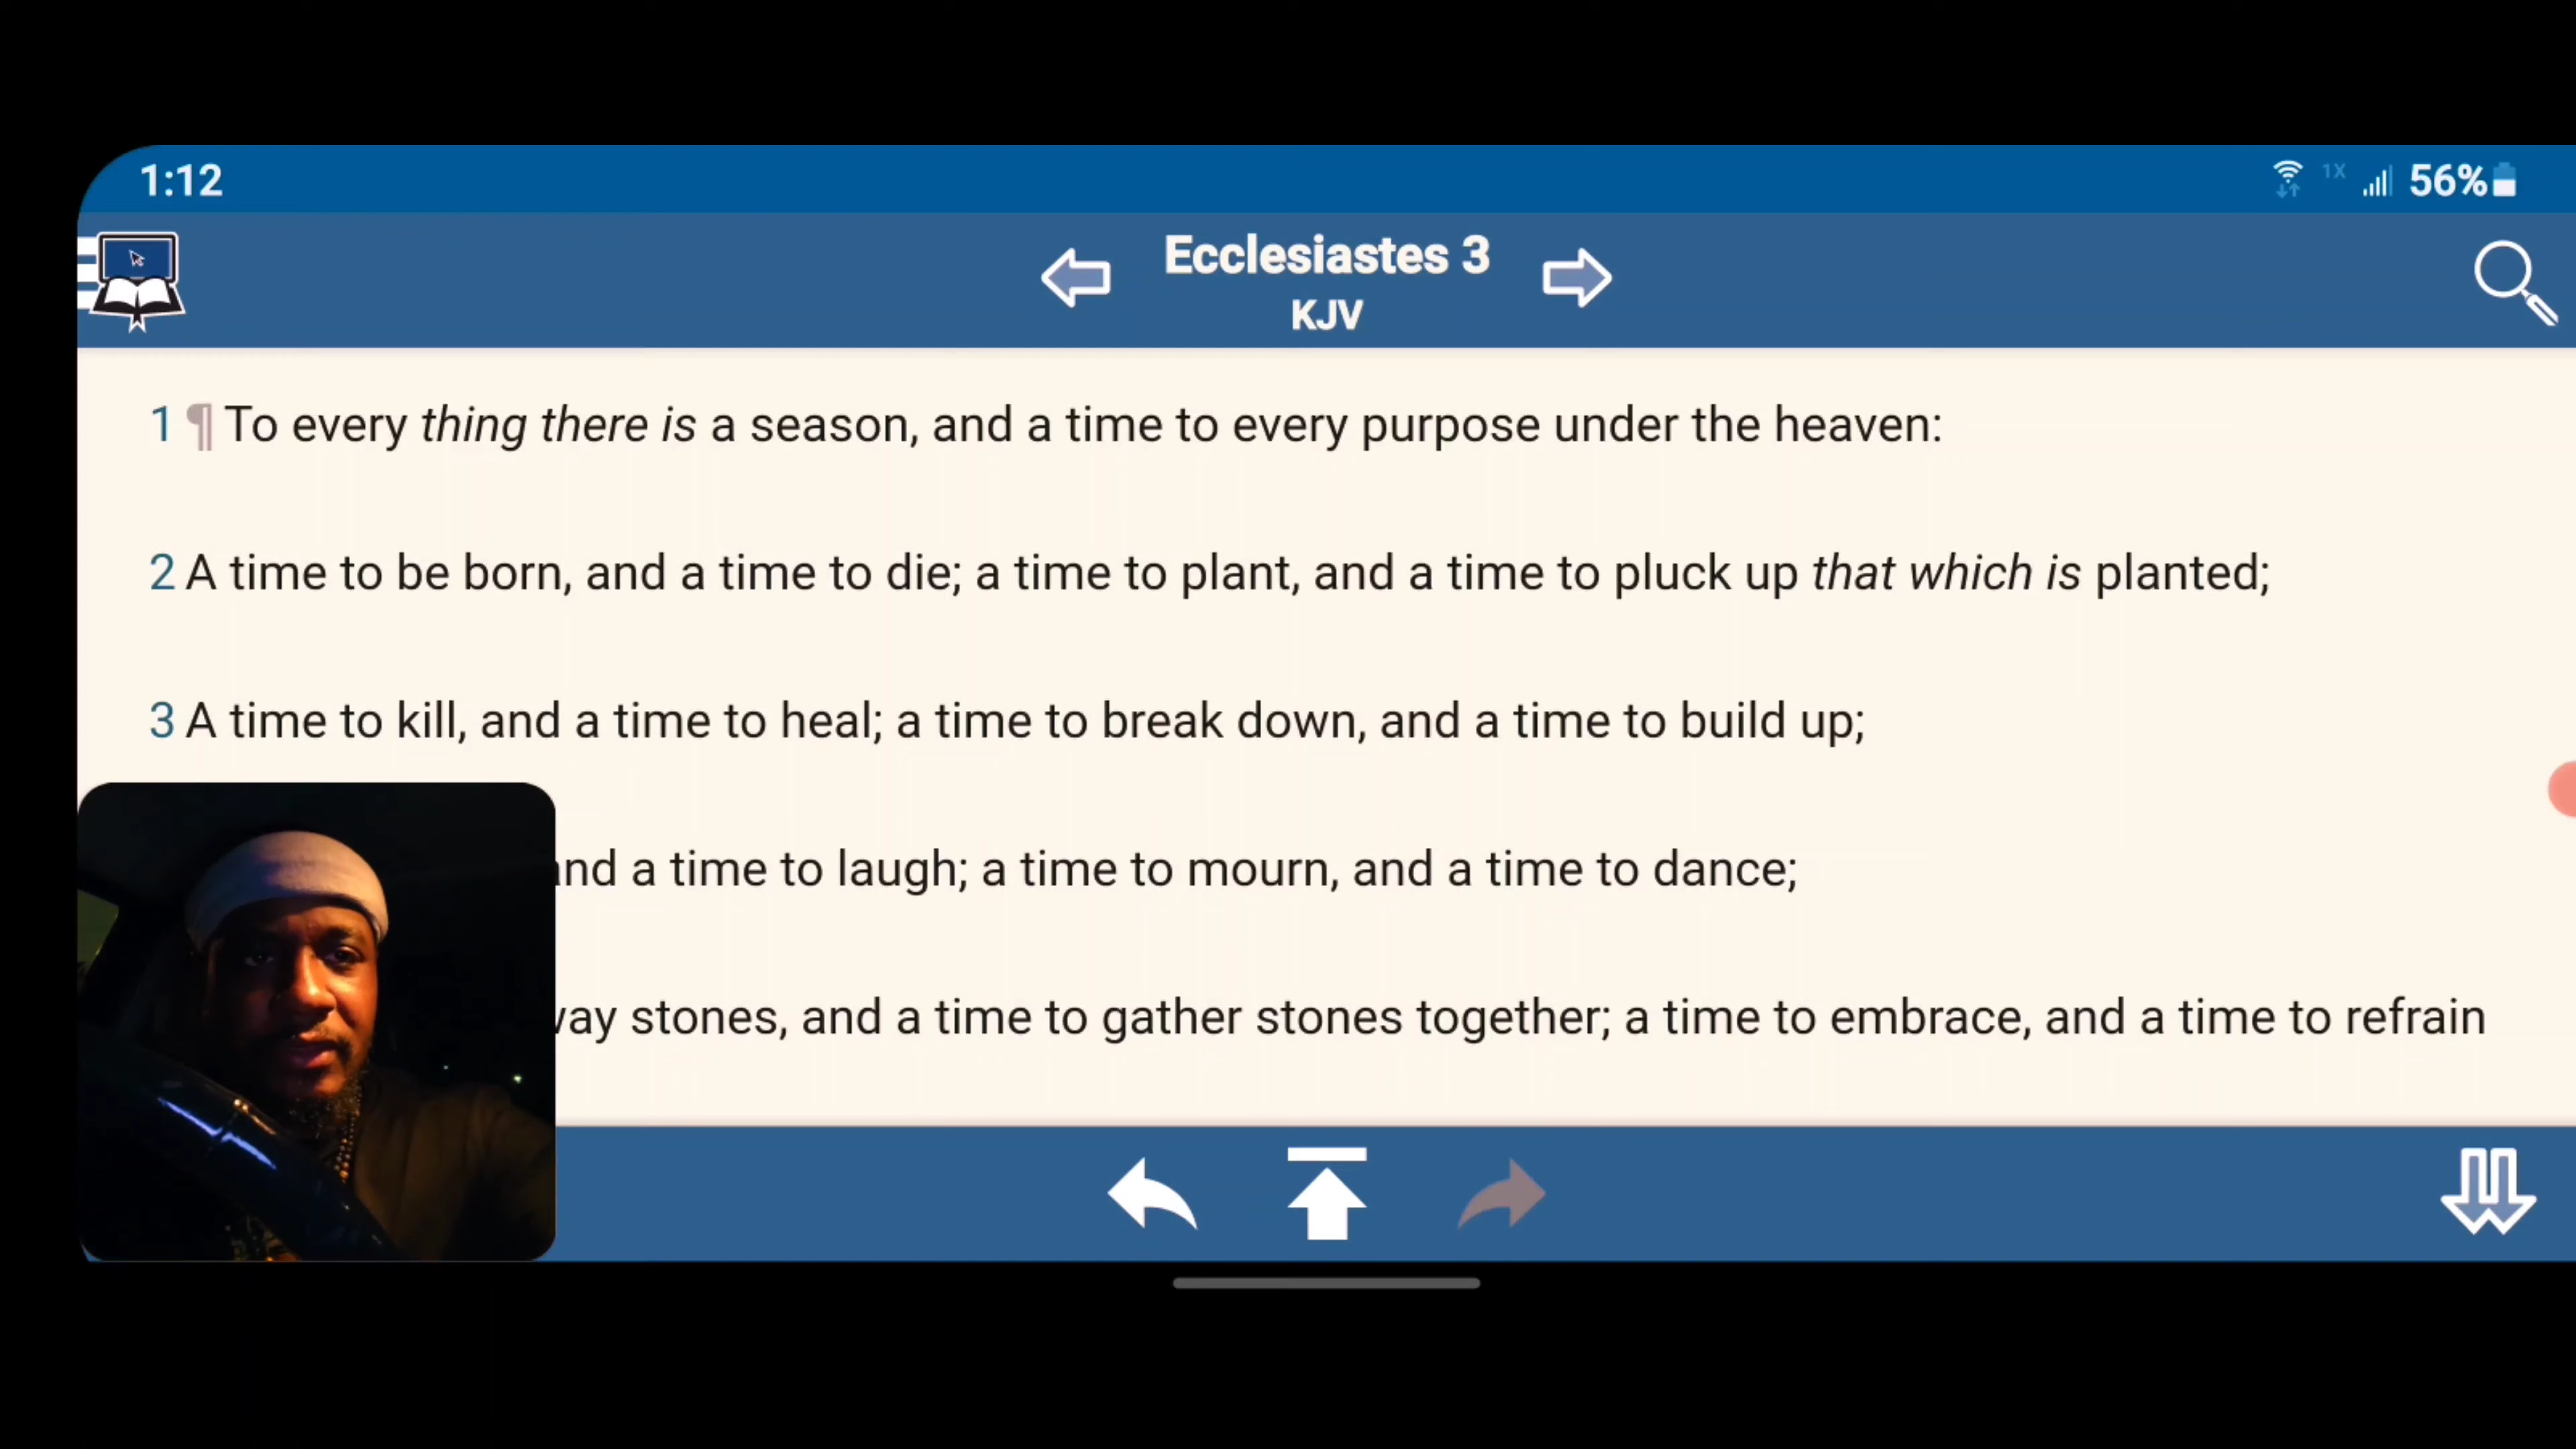 1:12
1X 56%
Ecclesiastes 3
KJV
1 ¶ To every thing there is a season, and a time to every purpose under the heaven:
2 A time to be born, and a time to die; a time to plant, and a time to pluck up that which is planted;
3 A time to kill, and a time to heal; a time to break down, and a time to build up;
and a time to laugh; a time to mourn, and a time to dance;
stones, and a time to gather stones together; a time to embrace, and a time to refrain